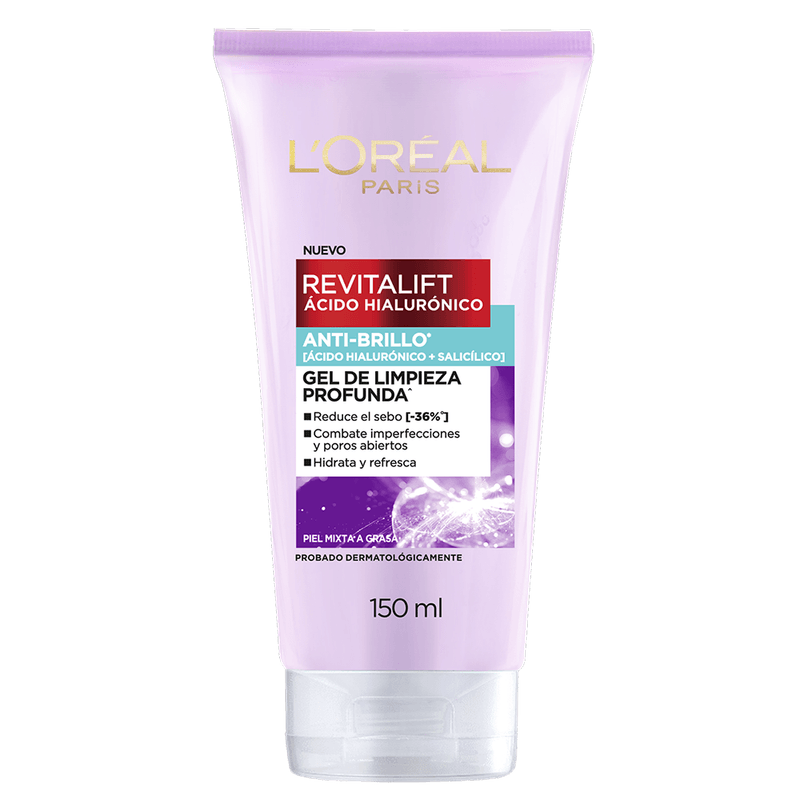 L'ORÉAL
PARIS
NUEVO
REVITALIFT
ÁCIDO HIALURÓNICO
ANTI-BRILLO*
[ÁCIDO HIALURÓNICO + SALICÍLICO]
GEL DE LIMPIEZA
PROFUNDA^
■ Reduce el sebo [-36%°]
■ Combate imperfecciones
y poros abiertos
■ Hidrata y refresca
PIEL MIXTA A GRASA
PROBADO DERMATOLÓGICAMENTE
150 ml